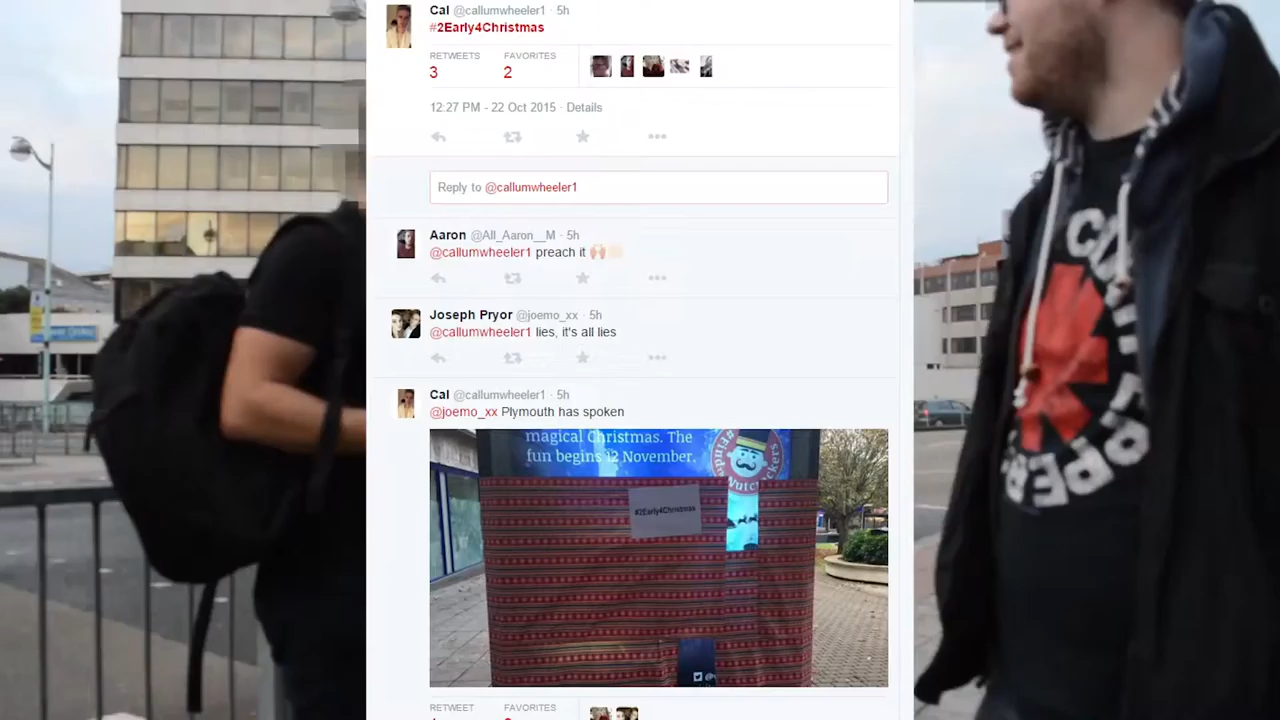 Cal @callumwheeler1 · 5h
#2Early4Christmas
RETWEETS
FAVORITES
3
2
12:27 PM - 22 Oct 2015 · Details
Reply to @callumwheeler1
Aaron @All_Aaron__M · 5h
@callumwheeler1 preach it
Joseph Pryor @joemo_xx · 5h
@callumwheeler1 lies, it's all lies
Cal @callumwheeler1 · 5h
@joemo_xx Plymouth has spoken
magical Christmas. The
fun begins 12 November.
#2Early4Christmas
RETWEET
FAVORITES